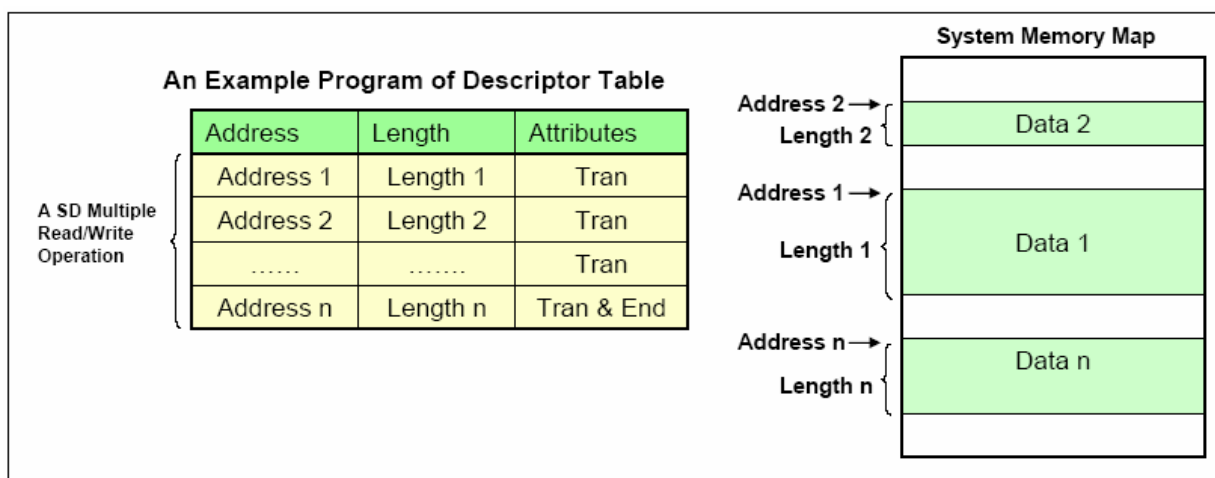 An Example Program of Descriptor Table
Address Length Attributes
Address 1 Length 1 Tran
Address 2 Length 2 Tran
...... ....... Tran
Address n Length n Tran & End
A SD Multiple
Read/Write
Operation
System Memory Map
Address 2
Length 2
Data 2
Address 1
Length 1
Data 1
Address n
Length n
Data n